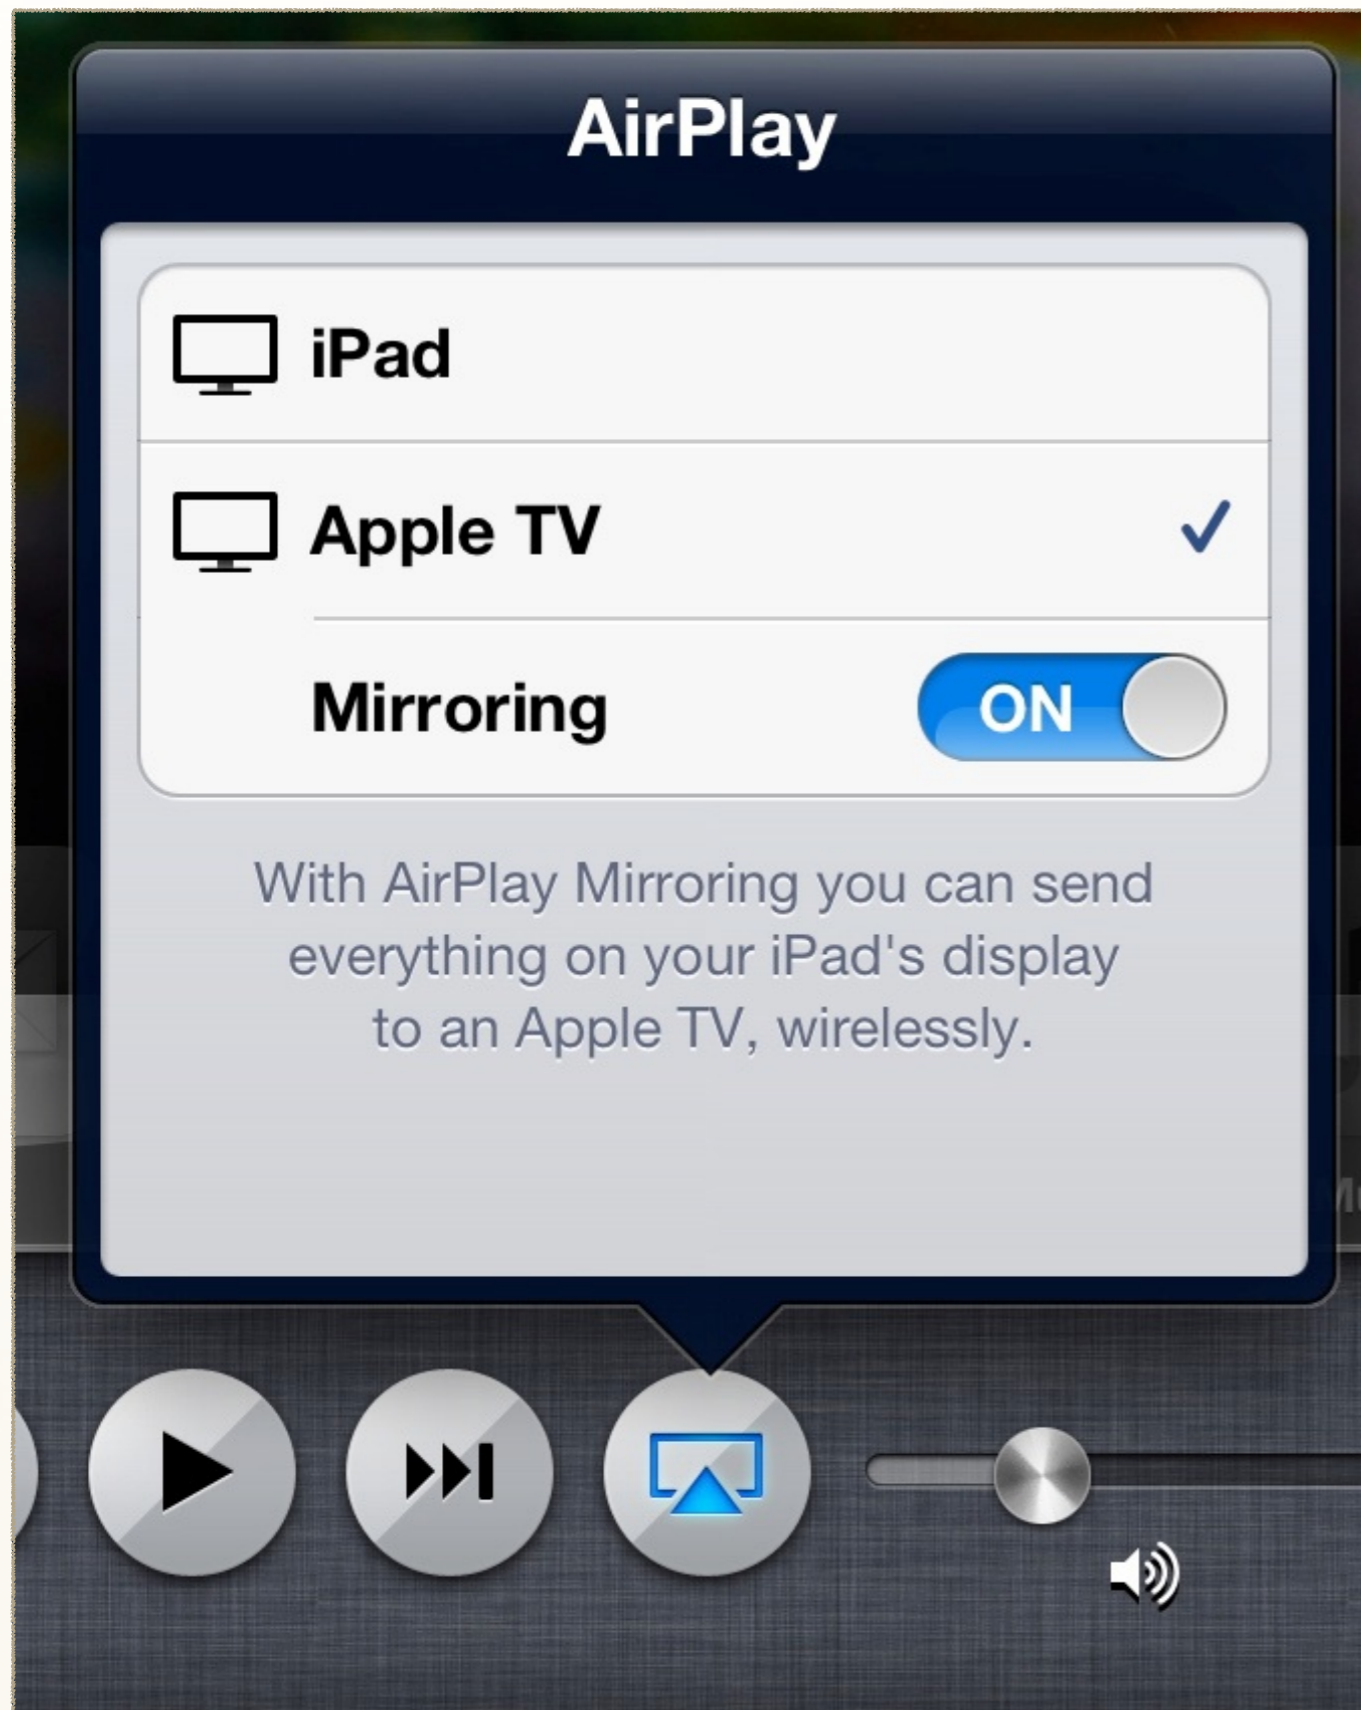 AirPlay
iPad
Apple TV
Mirroring ON
With AirPlay Mirroring you can send
everything on your iPad's display
to an Apple TV, wirelessly.